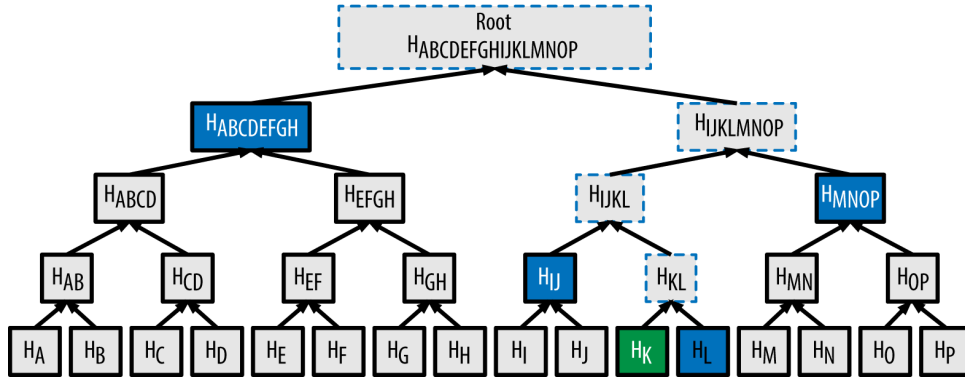 Root
HABCDEFGHIJKLMNOP
HABCDEFGH HIJKLMNOP
HABCD HEFGH HIJKL HMNOP
HAB HCD HEF HGH HIJ HKL HMN HOP
HA HB HC HD HE HF HG HH HI HJ HK HL HM HN HO HP